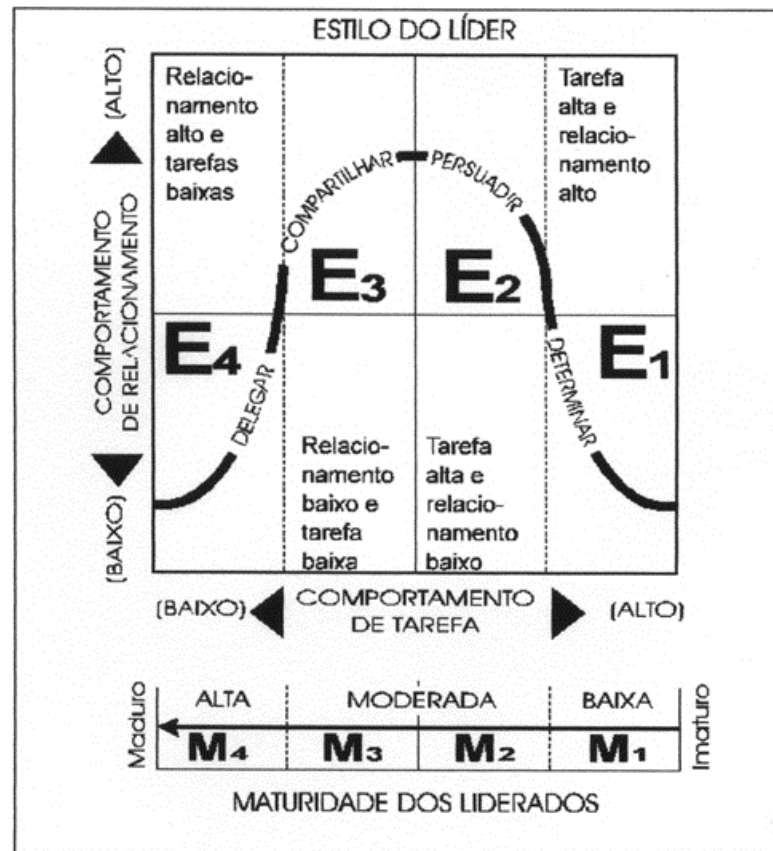 ESTILO DO LÍDER
(ALTO)
COMPORTAMENTO
DE RELACIONAMENTO
(BAIXO)
Relacio-
namento
alto e
tarefas
baixas
Tarefa
alta e
relacio-
namento
alto
COMPARTILHAR
PERSUADIR
E3
E2
E4
E1
DELEGAR
DETERMINAR
Relacio-
namento
baixo e
tarefa
baixa
Tarefa
alta e
relacio-
namento
baixo
(BAIXO)
COMPORTAMENTO
DE TAREFA
(ALTO)
Maduro
ALTA
MODERADA
BAIXA
Imaturo
M4
M3
M2
M1
MATURIDADE DOS LIDERADOS